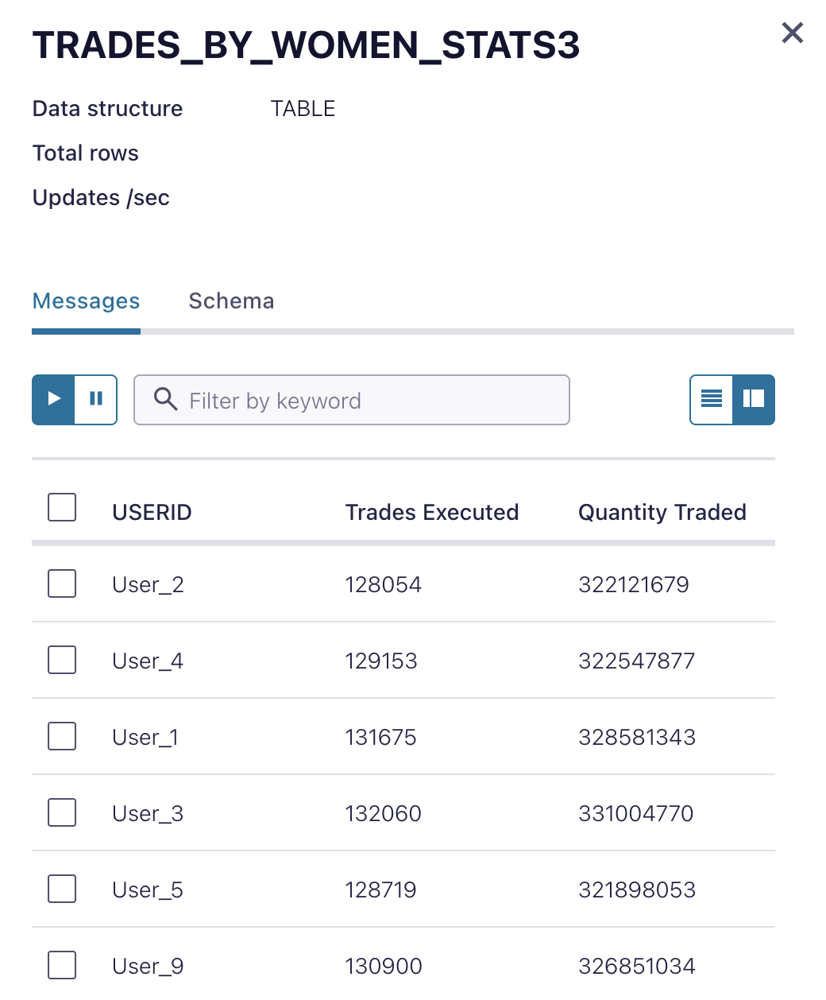 TRADES_BY_WOMEN_STATS3
Data structure TABLE
Total rows
Updates /sec
Messages Schema
Filter by keyword
USERID Trades Executed Quantity Traded
User_2 128054 322121679
User_4 129153 322547877
User_1 131675 328581343
User_3 132060 331004770
User_5 128719 321898053
User_9 130900 326851034